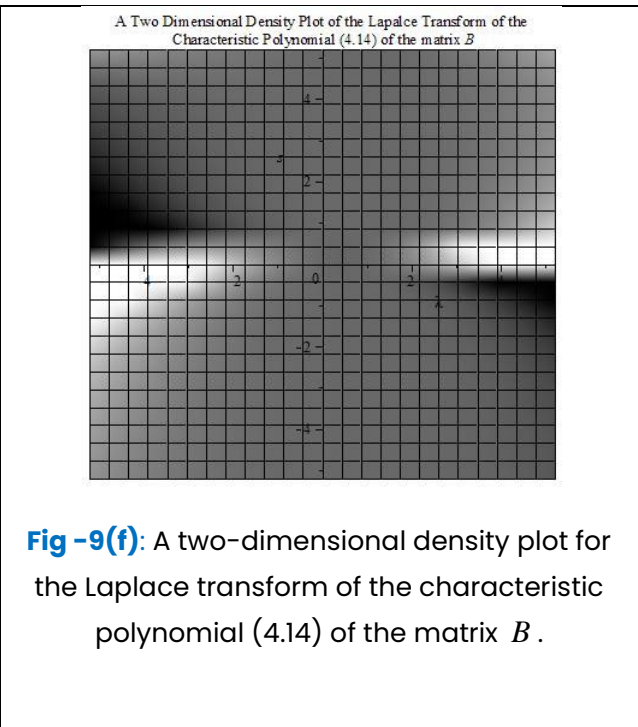 A Two Dimensional Density Plot of the Lapalce Transform of the
Characteristic Polynomial (4.14) of the matrix B
4
s
2
4 2 0 2 4
λ
-2
-4
Fig -9(f): A two-dimensional density plot for
the Laplace transform of the characteristic
polynomial (4.14) of the matrix B .